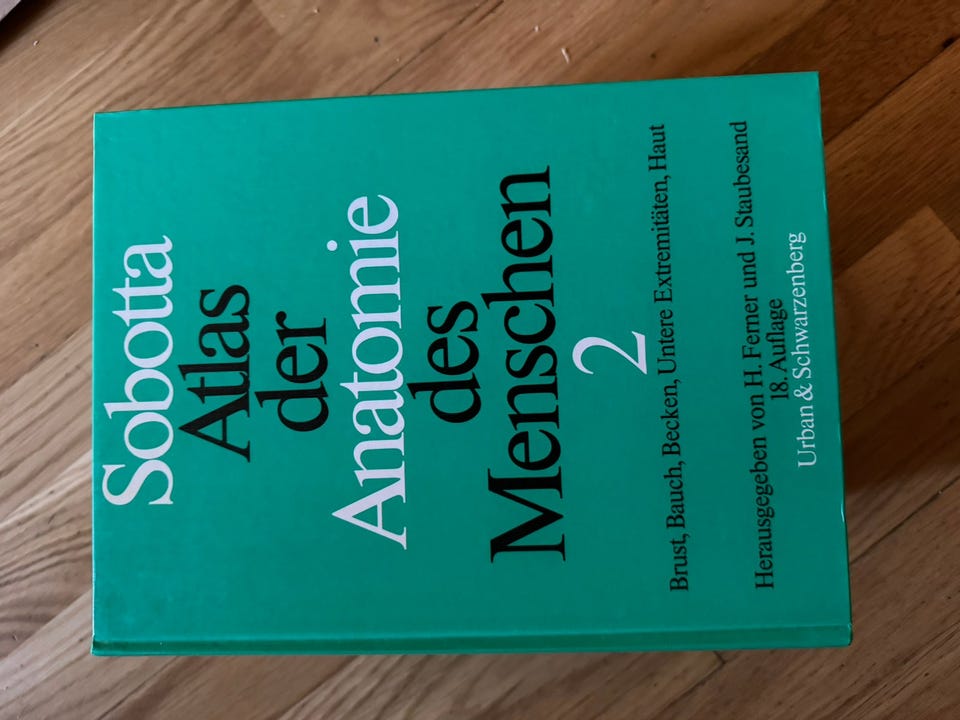 Sobotta
Atlas
der
Anatomie
des
Menschen
2
Brust, Bauch, Becken, Untere Extremitäten, Haut
Herausgegeben von H. Ferner und J. Staubesand
18. Auflage
Urban & Schwarzenberg